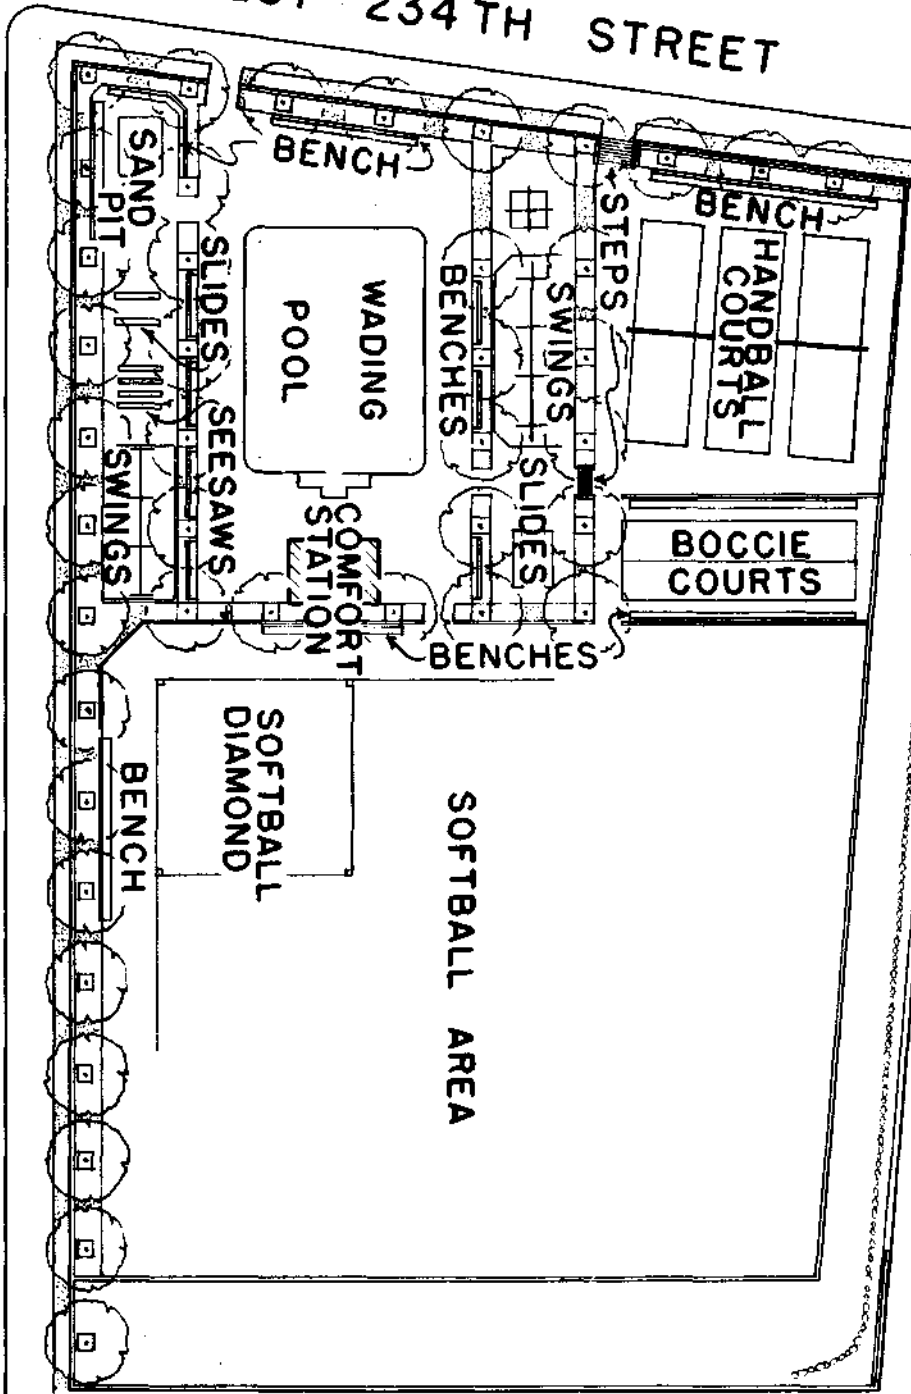 234TH STREET
SAND
PIT
BENCH
BENCH
STEPS
SLIDES
WADING
POOL
BENCHES
SWINGS
HANDBALL
COURTS
SEESAWS
SWINGS
SLIDES
COMFORT
STATION
BOCCIE
COURTS
BENCHES
SOFTBALL
DIAMOND
BENCH
SOFTBALL AREA